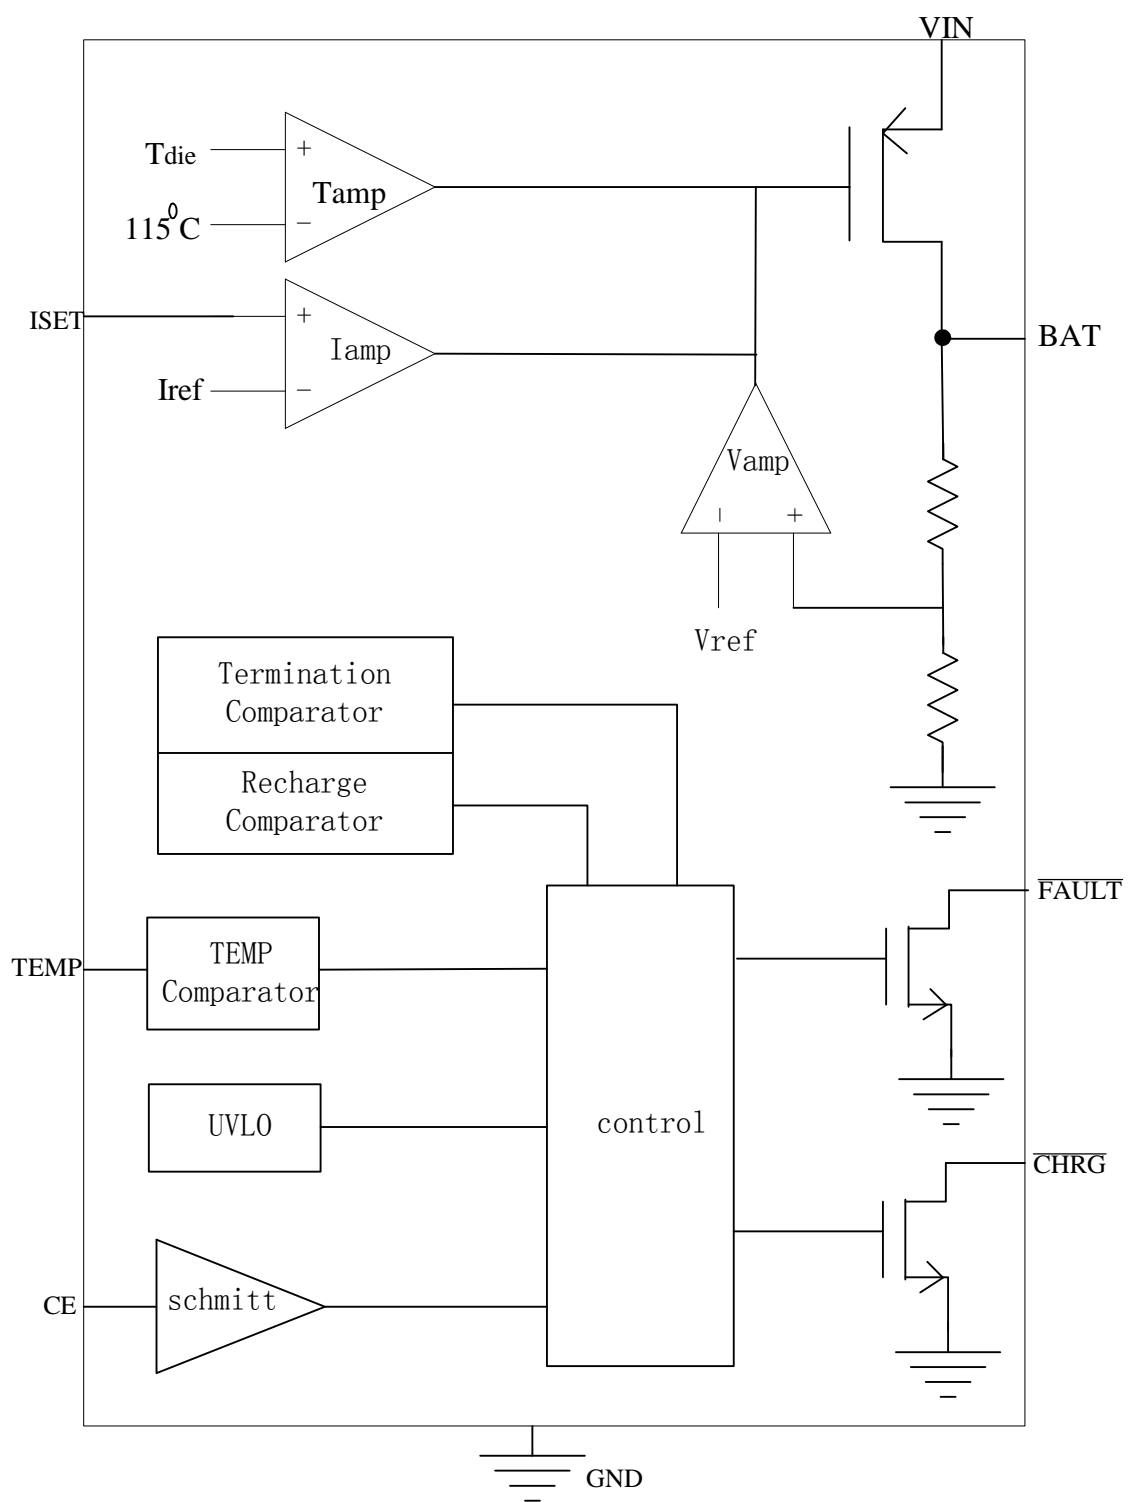 VIN
Tdie
+
Tamp
115⁰C
−
ISET
+
Iamp
BAT
Iref
−
Vamp
− +
Vref
Termination
Comparator
Recharge
Comparator
FAULT
TEMP
TEMP
Comparator
UVLO
control
CHRG
CE
schmitt
GND